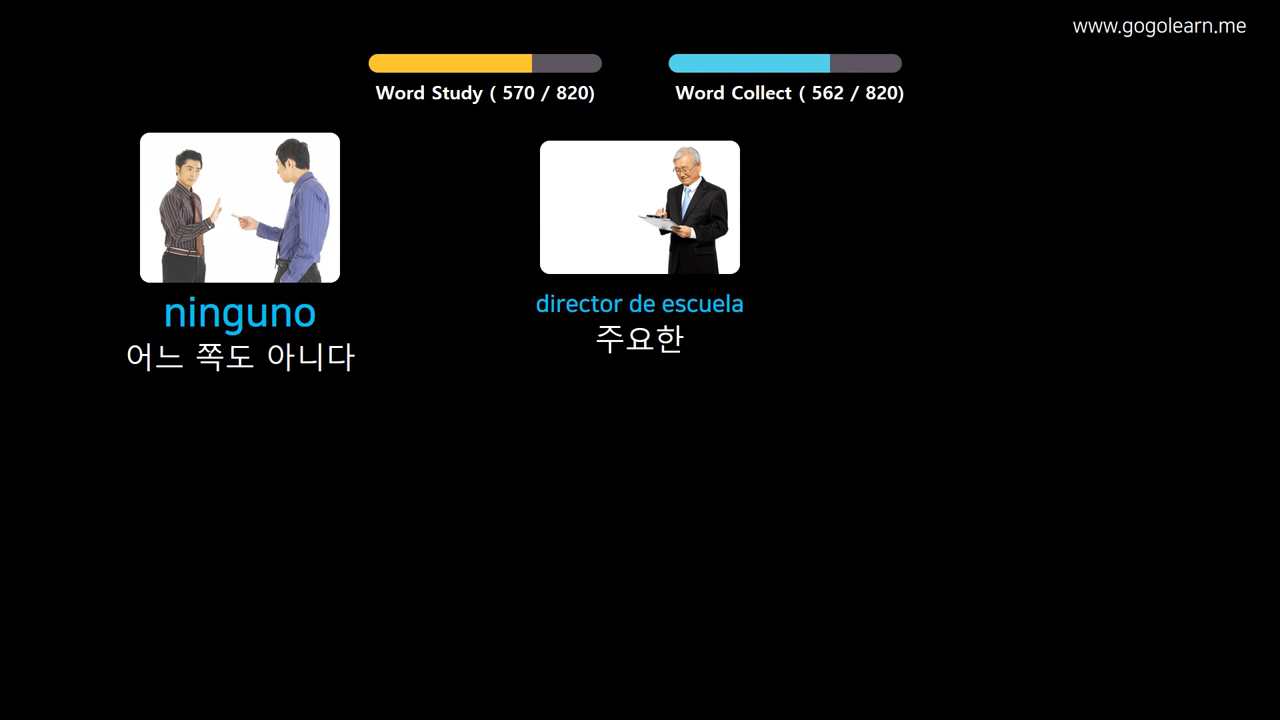 www.gogolearn.me
Word Study ( 570 / 820)
Word Collect ( 562 / 820)
ninguno
어느 쪽도 아니다
director de escuela
주요한